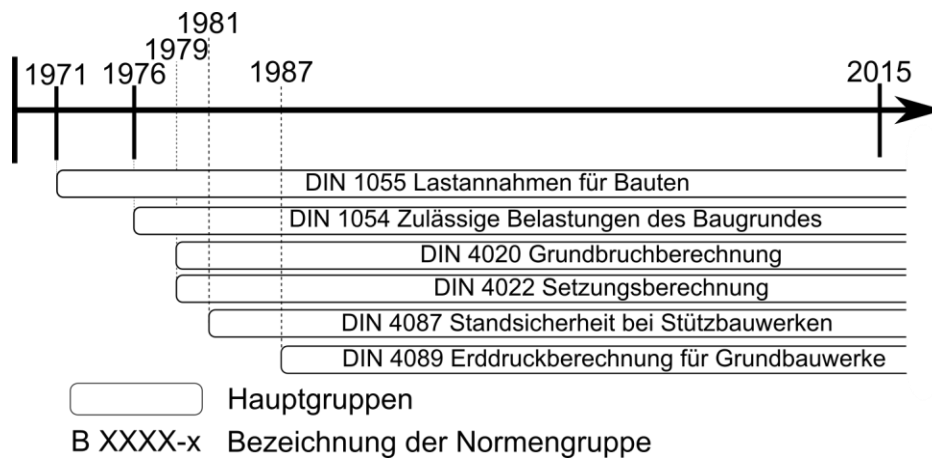 1981
1979
1971 1976 1987 2015
DIN 1055 Lastannahmen für Bauten
DIN 1054 Zulässige Belastungen des Baugrundes
DIN 4020 Grundbruchberechnung
DIN 4022 Setzungsberechnung
DIN 4087 Standsicherheit bei Stützbauwerken
DIN 4089 Erddruckberechnung für Grundbauwerke
Hauptgruppen
B XXXX-x Bezeichnung der Normengruppe